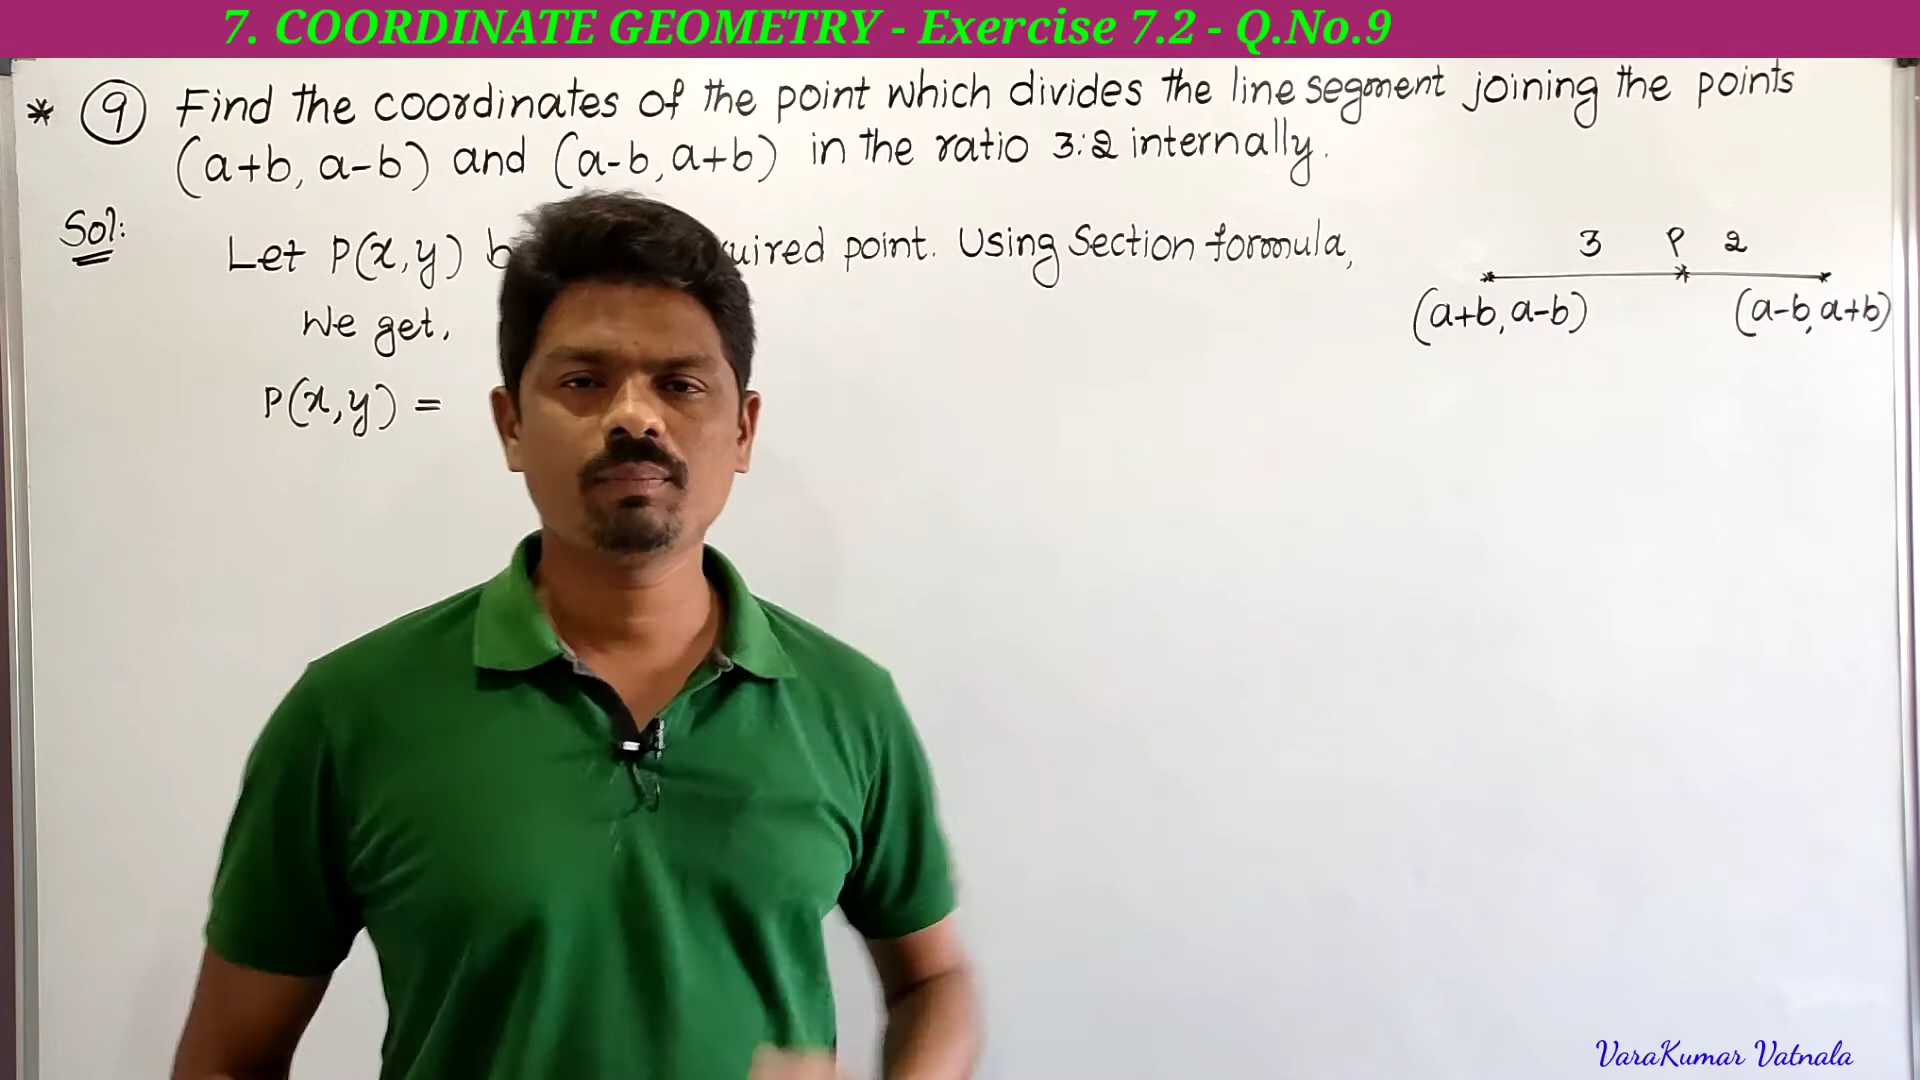 7. COORDINATE GEOMETRY - Exercise 7.2 - Q.No.9
* 9 Find the coordinates of the point which divides the line segment joining the points
(a+b, a-b) and (a-b, a+b) in the ratio 3:2 internally.
Sol:
Let P(x,y) b uired point. Using Section formula,
We get,
P(x,y) =
3 P 2
(a+b, a-b) (a-b, a+b)
VaraKumar Vatnala